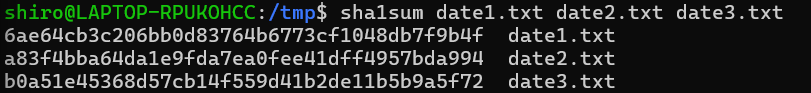 shiro@LAPTOP-RPUKOHCC:/tmp$ sha1sum date1.txt date2.txt date3.txt
6ae64cb3c206bb0d83764b6773cf1048db7f9b4f  date1.txt
a83f4bba64da1e9fda7ea0fee41dff4957bda994  date2.txt
b0a51e45368d57cb14f559d41b2de11b5b9a5f72  date3.txt